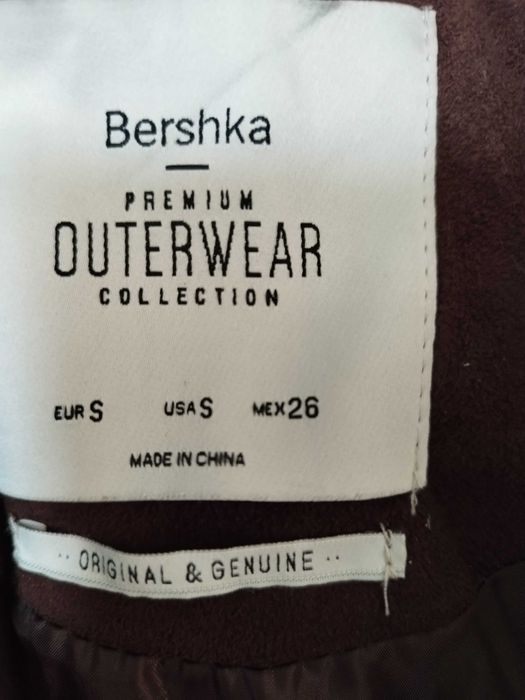 Bershka
PREMIUM
OUTERWEAR
COLLECTION
EUR S USA S MEX 26
MADE IN CHINA
·· ORIGINAL & GENUINE ··